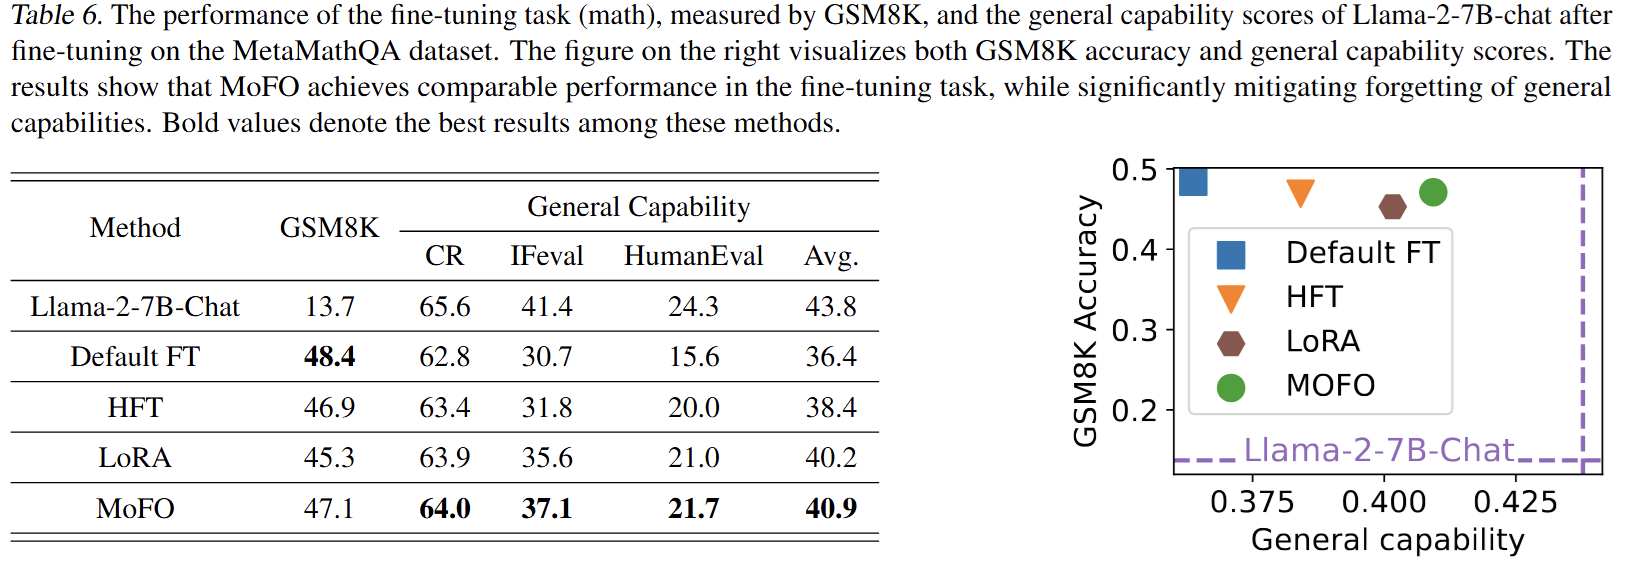 Table 6. The performance of the fine-tuning task (math), measured by GSM8K, and the general capability scores of Llama-2-7B-chat after
fine-tuning on the MetaMathQA dataset. The figure on the right visualizes both GSM8K accuracy and general capability scores. The
results show that MoFO achieves comparable performance in the fine-tuning task, while significantly mitigating forgetting of general
capabilities. Bold values denote the best results among these methods.
Method GSM8K General Capability
CR IFeval HumanEval Avg.
Llama-2-7B-Chat 13.7 65.6 41.4 24.3 43.8
Default FT 48.4 62.8 30.7 15.6 36.4
HFT 46.9 63.4 31.8 20.0 38.4
LoRA 45.3 63.9 35.6 21.0 40.2
MoFO 47.1 64.0 37.1 21.7 40.9
GSM8K Accuracy
0.5
0.4
0.3
0.2
Default FT
HFT
LoRA
MOFO
Llama-2-7B-Chat
0.375 0.400 0.425
General capability